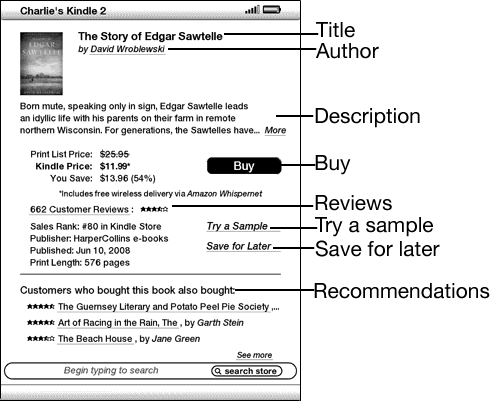 Charlie's Kindle 2
EDGAR SAWTELLE
The Story of Edgar Sawtelle
Title
by David Wroblewski
Author
Born mute, speaking only in sign, Edgar Sawtelle leads
an idyllic life with his parents on their farm in remote
northern Wisconsin. For generations, the Sawtelles have... More
Description
Print List Price: $25.95
Kindle Price: $11.99*
You Save: $13.96 (54%)
Buy
Buy
*Includes free wireless delivery via Amazon Whispernet
662 Customer Reviews :
Reviews
Sales Rank: #80 in Kindle Store
Publisher: HarperCollins e-books
Published: Jun 10, 2008
Print Length: 576 pages
Try a Sample
Try a sample
Save for Later
Save for later
Customers who bought this book also bought:
Recommendations
The Guernsey Literary and Potato Peel Pie Society ,...
Art of Racing in the Rain, The , by Garth Stein
The Beach House , by Jane Green
See more
Begin typing to search
search store